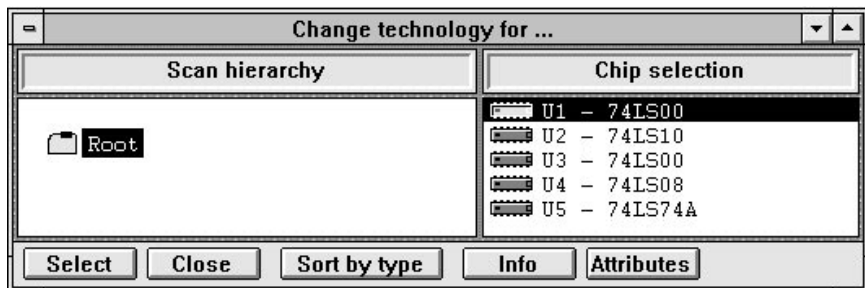 Change technology for ...
Scan hierarchy
Chip selection
Root
U1 - 74LS00
U2 - 74LS10
U3 - 74LS00
U4 - 74LS08
U5 - 74LS74A
Select Close Sort by type Info Attributes